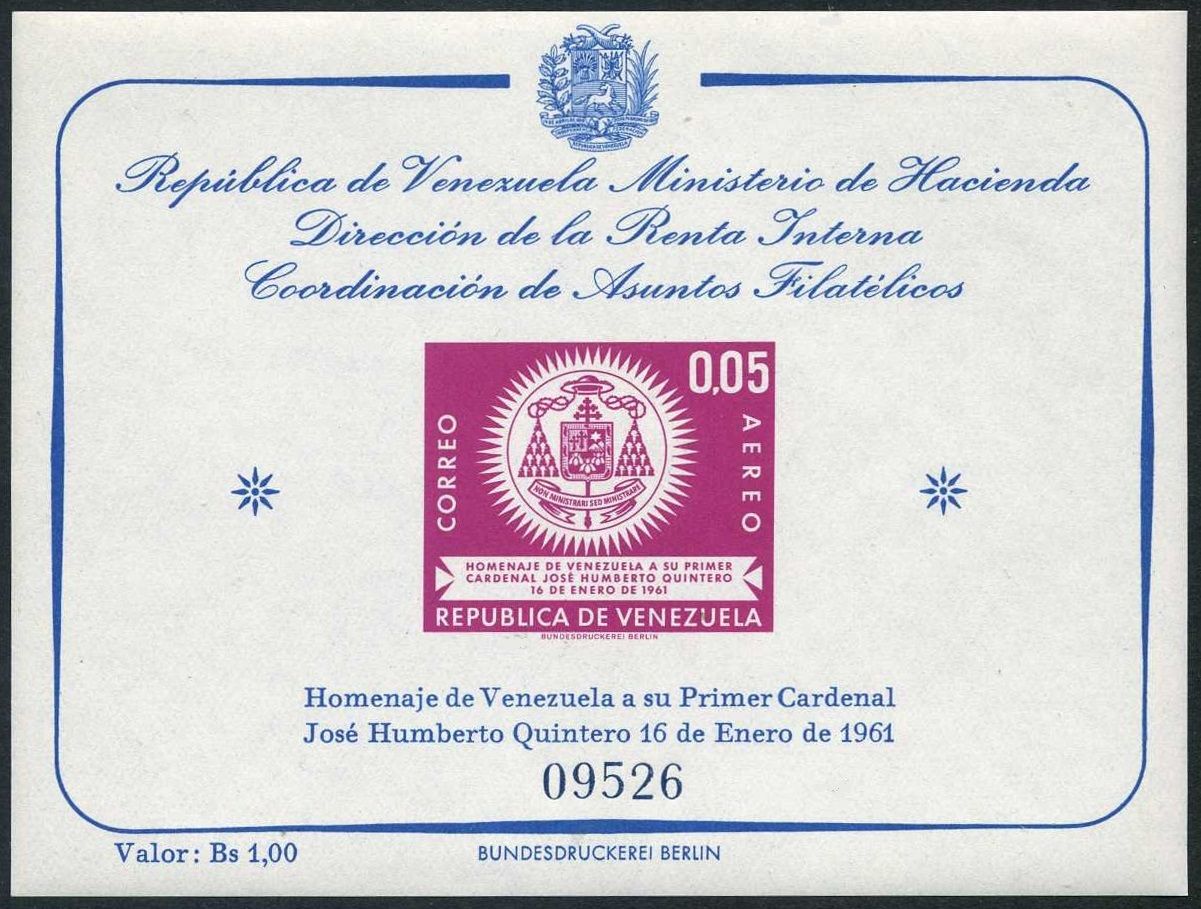 República de Venezuela Ministerio de Hacienda
Dirección de la Renta Interna
Coordinación de Asuntos Filatélicos
0,05
CORREO
AEREO
NON MINISTRARI SED MINISTRARE
HOMENAJE DE VENEZUELA A SU PRIMER
CARDENAL JOSÉ HUMBERTO QUINTERO
16 DE ENERO DE 1961
REPUBLICA DE VENEZUELA
BUNDESDRUCKEREI BERLIN
Homenaje de Venezuela a su Primer Cardenal
José Humberto Quintero 16 de Enero de 1961
09526
Valor: Bs 1,00
BUNDESDRUCKEREI BERLIN